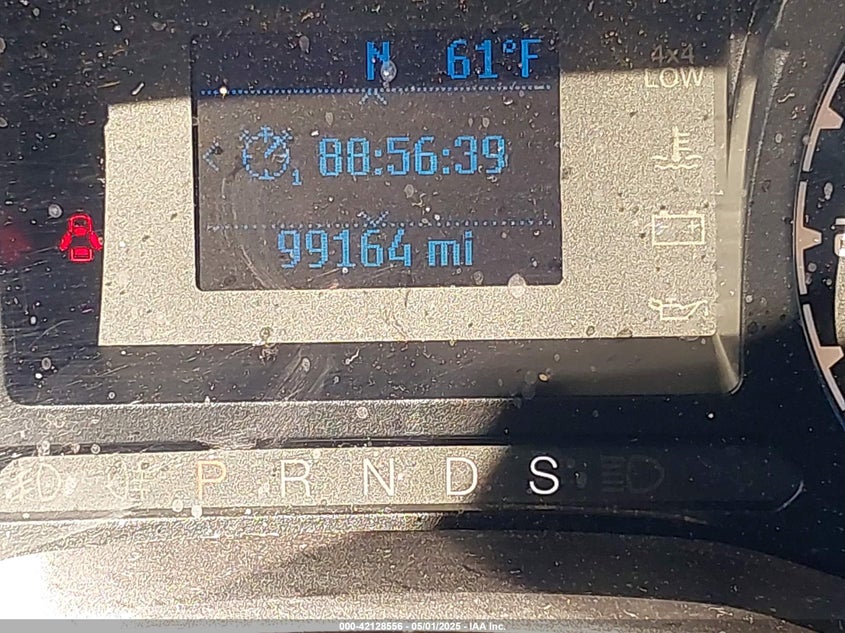 N 61°F
4x4
LOW
1 88:56:39
99164 mi
P R N D S
000-42128556 - 05/01/2025 - IAA Inc.